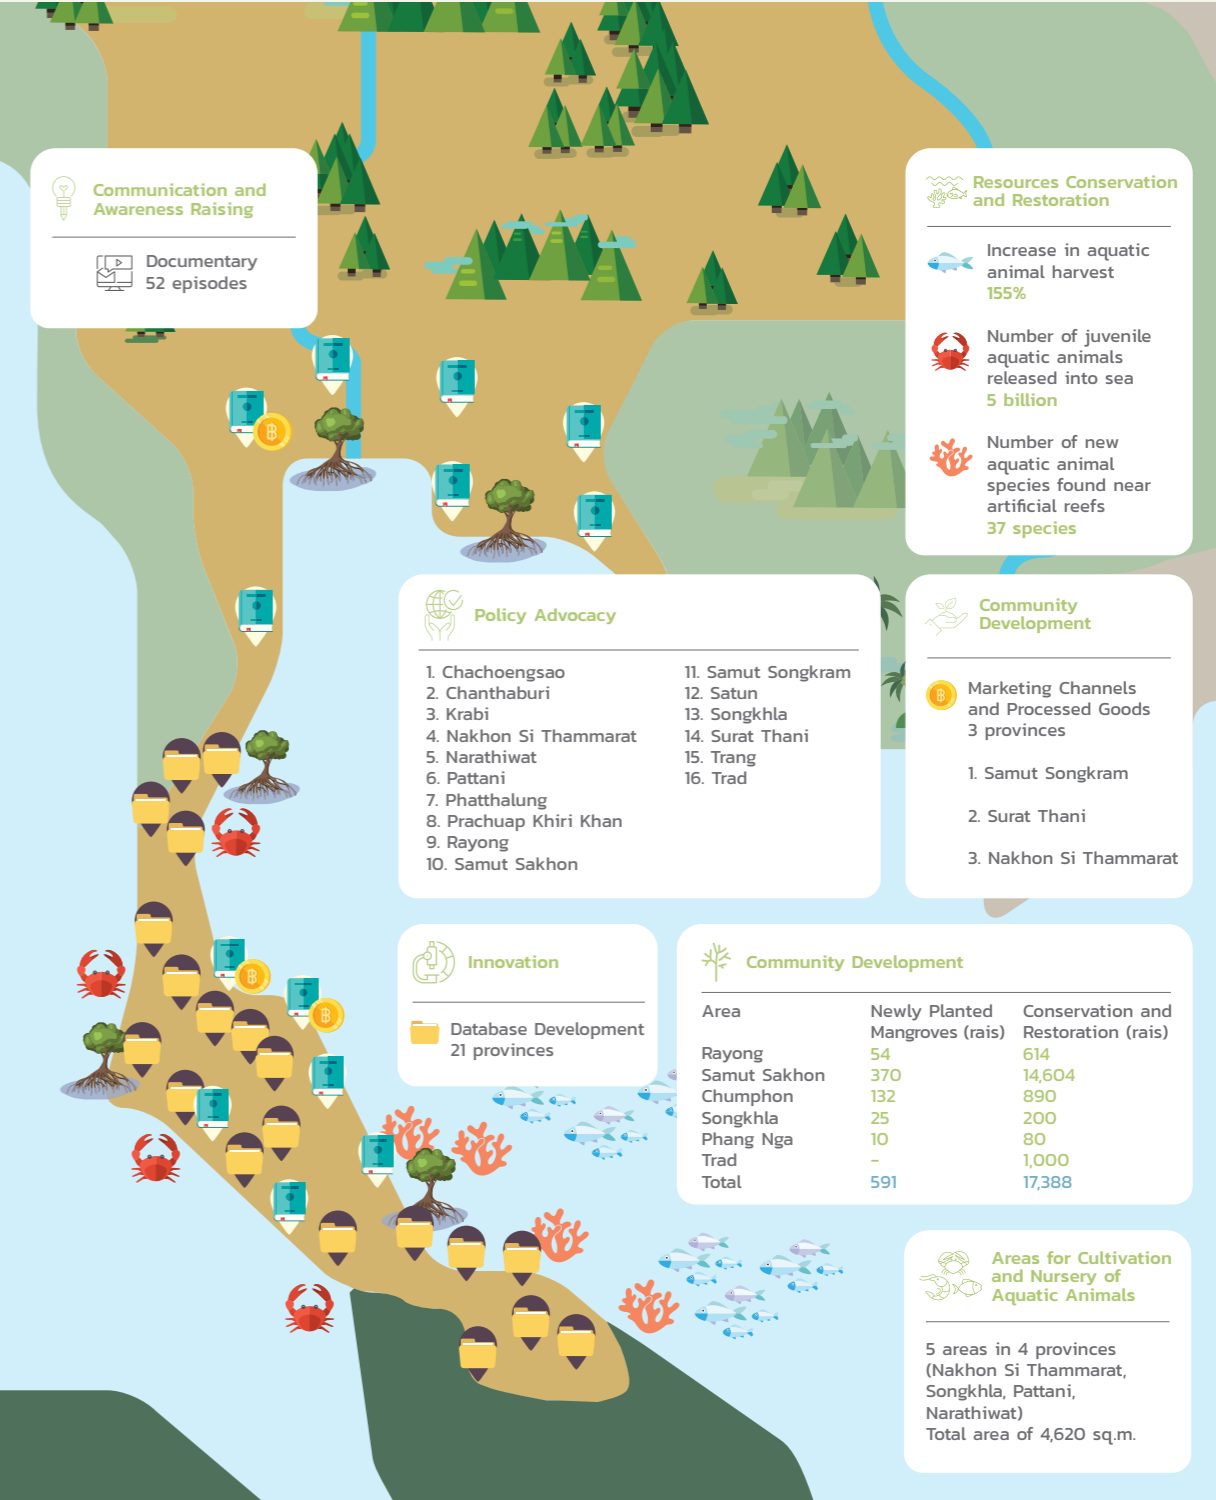 Communication and
Awareness Raising
Documentary
52 episodes
Resources Conservation
and Restoration
Increase in aquatic
animal harvest
155%
Number of juvenile
aquatic animals
released into sea
5 billion
Number of new
aquatic animal
species found near
artificial reefs
37 species
Policy Advocacy
1. Chachoengsao
2. Chanthaburi
3. Krabi
4. Nakhon Si Thammarat
5. Narathiwat
6. Pattani
7. Phatthalung
8. Prachuap Khiri Khan
9. Rayong
10. Samut Sakhon
11. Samut Songkram
12. Satun
13. Songkhla
14. Surat Thani
15. Trang
16. Trad
Community
Development
Marketing Channels
and Processed Goods
3 provinces
1. Samut Songkram
2. Surat Thani
3. Nakhon Si Thammarat
Innovation
Database Development
21 provinces
Community Development
Area Newly Planted Conservation and
Mangroves (rais) Restoration (rais)
Rayong 54 614
Samut Sakhon 370 14,604
Chumphon 132 890
Songkhla 25 200
Phang Nga 10 80
Trad - 1,000
Total 591 17,388
Areas for Cultivation
and Nursery of
Aquatic Animals
5 areas in 4 provinces
(Nakhon Si Thammarat,
Songkhla, Pattani,
Narathiwat)
Total area of 4,620 sq.m.